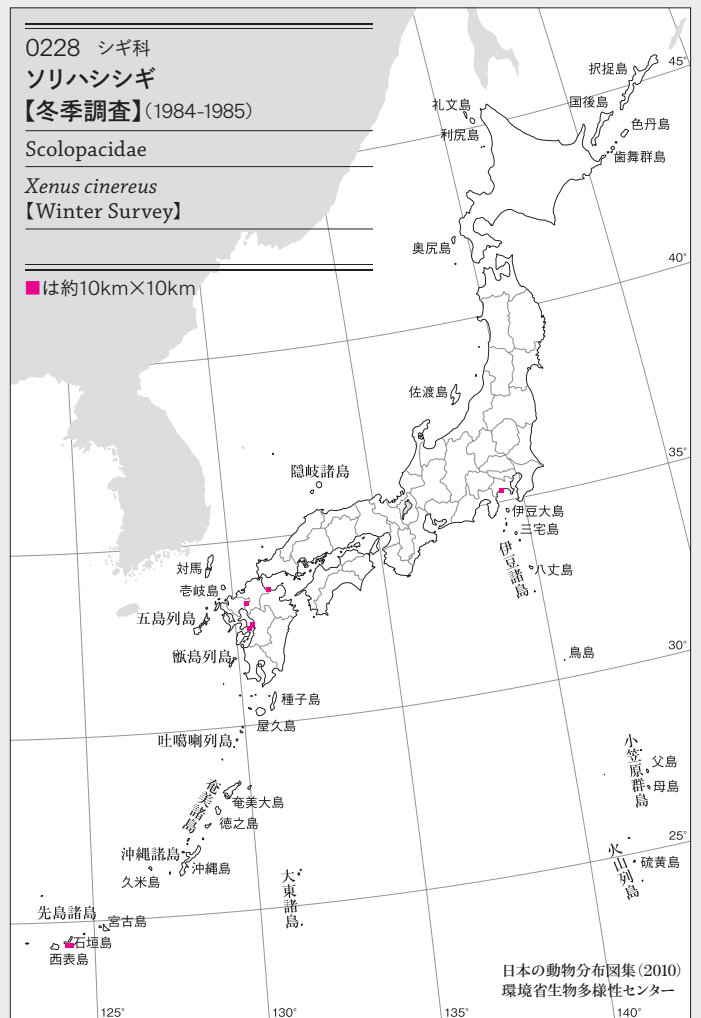 0228 シギ科
ソリハシシギ
【冬季調査】(1984-1985)
Scolopacidae
Xenus cinereus
【Winter Survey】
■は約10km×10km
択捉島
45°
礼文島
国後島
利尻島
色丹島
歯舞群島
奥尻島
40°
佐渡島
35°
隠岐諸島
伊豆大島
三宅島
伊豆諸島
八丈島
対馬
壱岐島
五島列島
甑島列島
鳥島
30°
種子島
屋久島
吐噶喇列島
小笠原群島
父島
母島
奄美諸島
奄美大島
徳之島
25°
沖縄諸島
沖縄島
久米島
火山列島
硫黄島
大東諸島
先島諸島
宮古島
石垣島
西表島
日本の動物分布図集(2010)
環境省生物多様性センター
125°
130°
135°
140°